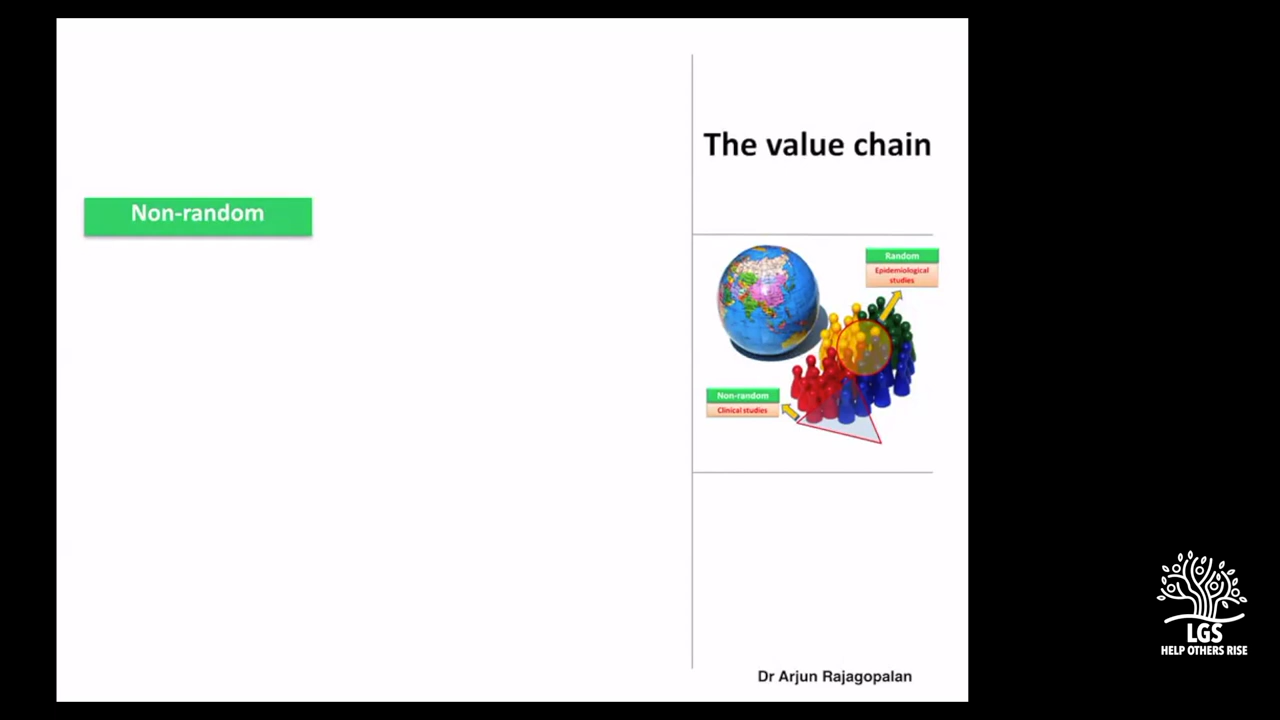 Non-random
The value chain
Random
Epidemiological
studies
Non-random
Clinical studies
Dr Arjun Rajagopalan
LGS
HELP OTHERS RISE